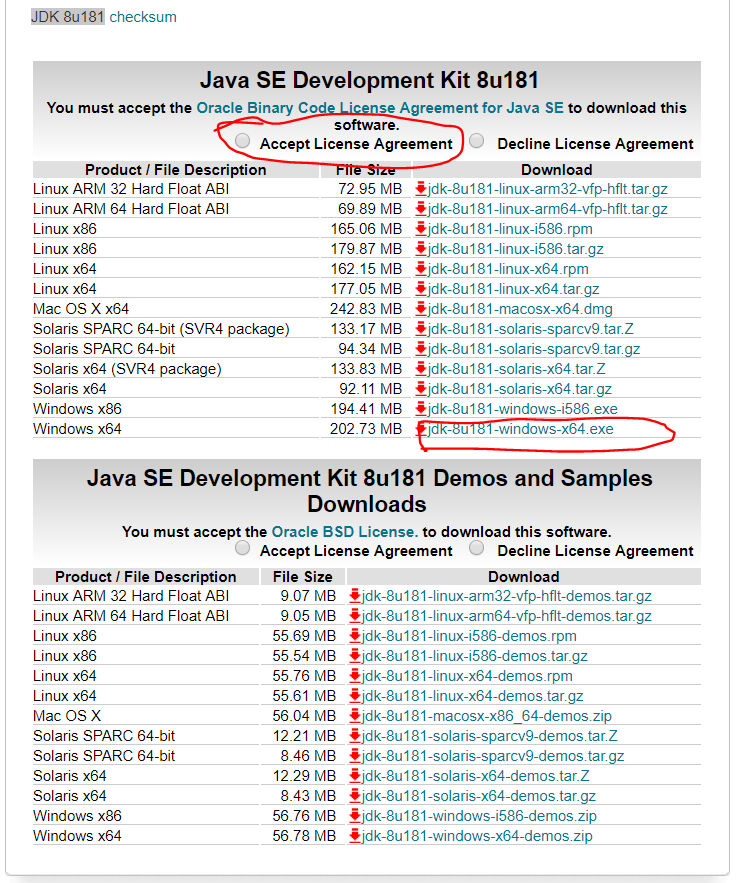 JDK 8u181 checksum
Java SE Development Kit 8u181
You must accept the Oracle Binary Code License Agreement for Java SE to download this
software.
Accept License Agreement Decline License Agreement
Product / File Description File Size Download
Linux ARM 32 Hard Float ABI 72.95 MB jdk-8u181-linux-arm32-vfp-hflt.tar.gz
Linux ARM 64 Hard Float ABI 69.89 MB jdk-8u181-linux-arm64-vfp-hflt.tar.gz
Linux x86 165.06 MB jdk-8u181-linux-i586.rpm
Linux x86 179.87 MB jdk-8u181-linux-i586.tar.gz
Linux x64 162.15 MB jdk-8u181-linux-x64.rpm
Linux x64 177.05 MB jdk-8u181-linux-x64.tar.gz
Mac OS X x64 242.83 MB jdk-8u181-macosx-x64.dmg
Solaris SPARC 64-bit (SVR4 package) 133.17 MB jdk-8u181-solaris-sparcv9.tar.Z
Solaris SPARC 64-bit 94.34 MB jdk-8u181-solaris-sparcv9.tar.gz
Solaris x64 (SVR4 package) 133.83 MB jdk-8u181-solaris-x64.tar.Z
Solaris x64 92.11 MB jdk-8u181-solaris-x64.tar.gz
Windows x86 194.41 MB jdk-8u181-windows-i586.exe
Windows x64 202.73 MB jdk-8u181-windows-x64.exe
Java SE Development Kit 8u181 Demos and Samples
Downloads
You must accept the Oracle BSD License. to download this software.
Accept License Agreement Decline License Agreement
Product / File Description File Size Download
Linux ARM 32 Hard Float ABI 9.07 MB jdk-8u181-linux-arm32-vfp-hflt-demos.tar.gz
Linux ARM 64 Hard Float ABI 9.05 MB jdk-8u181-linux-arm64-vfp-hflt-demos.tar.gz
Linux x86 55.69 MB jdk-8u181-linux-i586-demos.rpm
Linux x86 55.54 MB jdk-8u181-linux-i586-demos.tar.gz
Linux x64 55.76 MB jdk-8u181-linux-x64-demos.rpm
Linux x64 55.61 MB jdk-8u181-linux-x64-demos.tar.gz
Mac OS X 56.04 MB jdk-8u181-macosx-x86_64-demos.zip
Solaris SPARC 64-bit 12.21 MB jdk-8u181-solaris-sparcv9-demos.tar.Z
Solaris SPARC 64-bit 8.46 MB jdk-8u181-solaris-sparcv9-demos.tar.gz
Solaris x64 12.29 MB jdk-8u181-solaris-x64-demos.tar.Z
Solaris x64 8.43 MB jdk-8u181-solaris-x64-demos.tar.gz
Windows x86 56.76 MB jdk-8u181-windows-i586-demos.zip
Windows x64 56.78 MB jdk-8u181-windows-x64-demos.zip